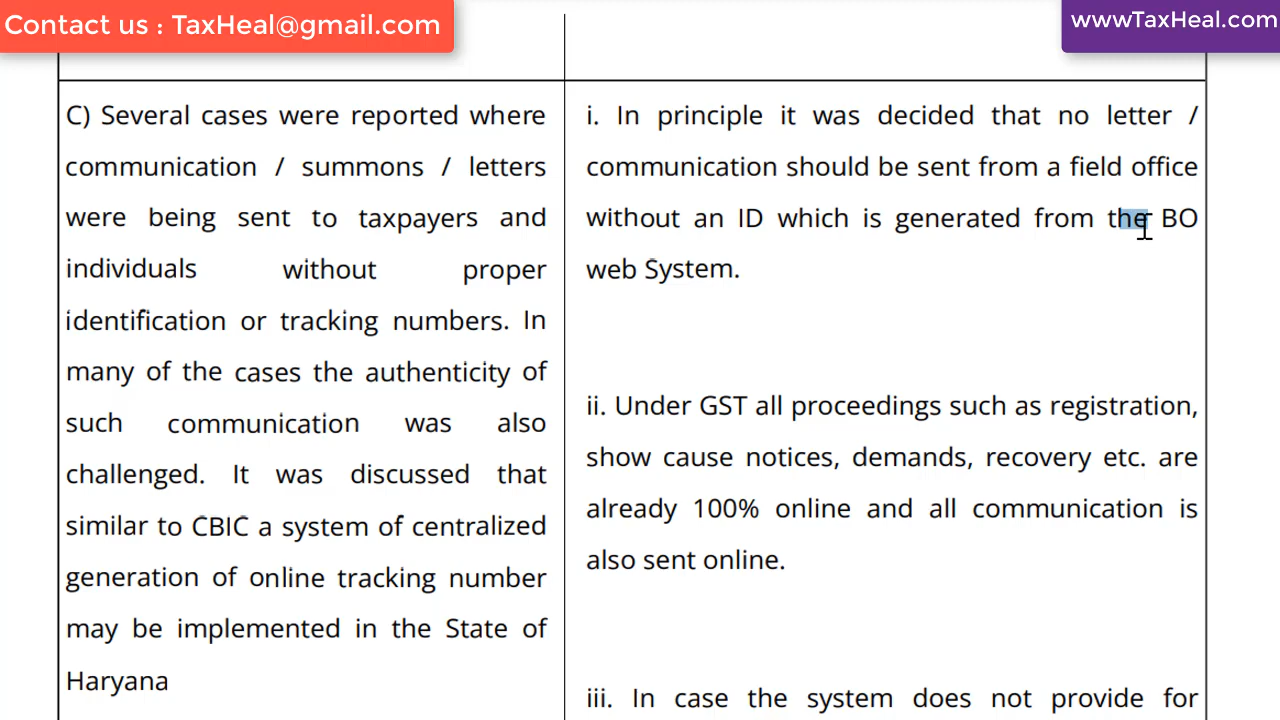 Contact us : TaxHeal@gmail.com
wwwTaxHeal.com
C) Several cases were reported where
communication / summons / letters
were being sent to taxpayers and
individuals without proper
identification or tracking numbers. In
many of the cases the authenticity of
such communication was also
challenged. It was discussed that
similar to CBIC a system of centralized
generation of online tracking number
may be implemented in the State of
Haryana
i. In principle it was decided that no letter /
communication should be sent from a field office
without an ID which is generated from the BO
web System.
ii. Under GST all proceedings such as registration,
show cause notices, demands, recovery etc. are
already 100% online and all communication is
also sent online.
iii. In case the system does not provide for